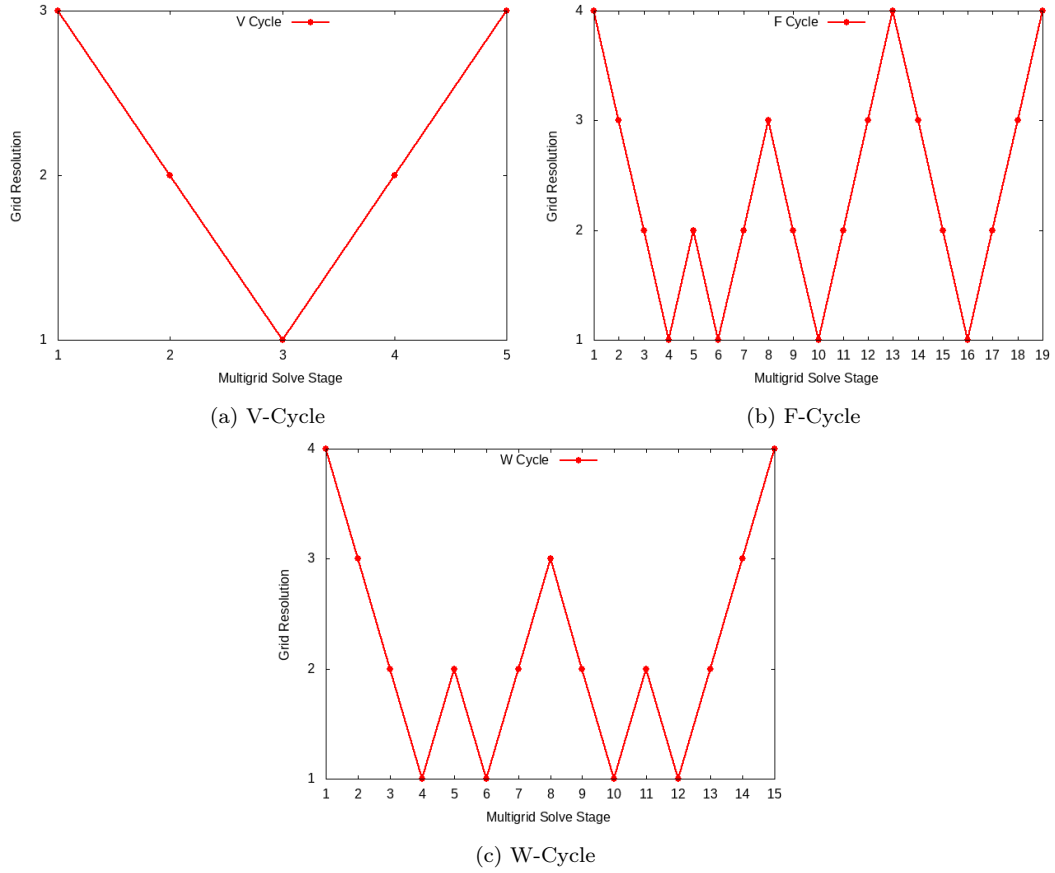 V Cycle
3
2
1
Grid Resolution
1 2 3 4 5
Multigrid Solve Stage
(a) V-Cycle
F Cycle
4
3
2
1
Grid Resolution
1 2 3 4 5 6 7 8 9 10 11 12 13 14 15 16 17 18 19
Multigrid Solve Stage
(b) F-Cycle
W Cycle
4
3
2
1
Grid Resolution
1 2 3 4 5 6 7 8 9 10 11 12 13 14 15
Multigrid Solve Stage
(c) W-Cycle